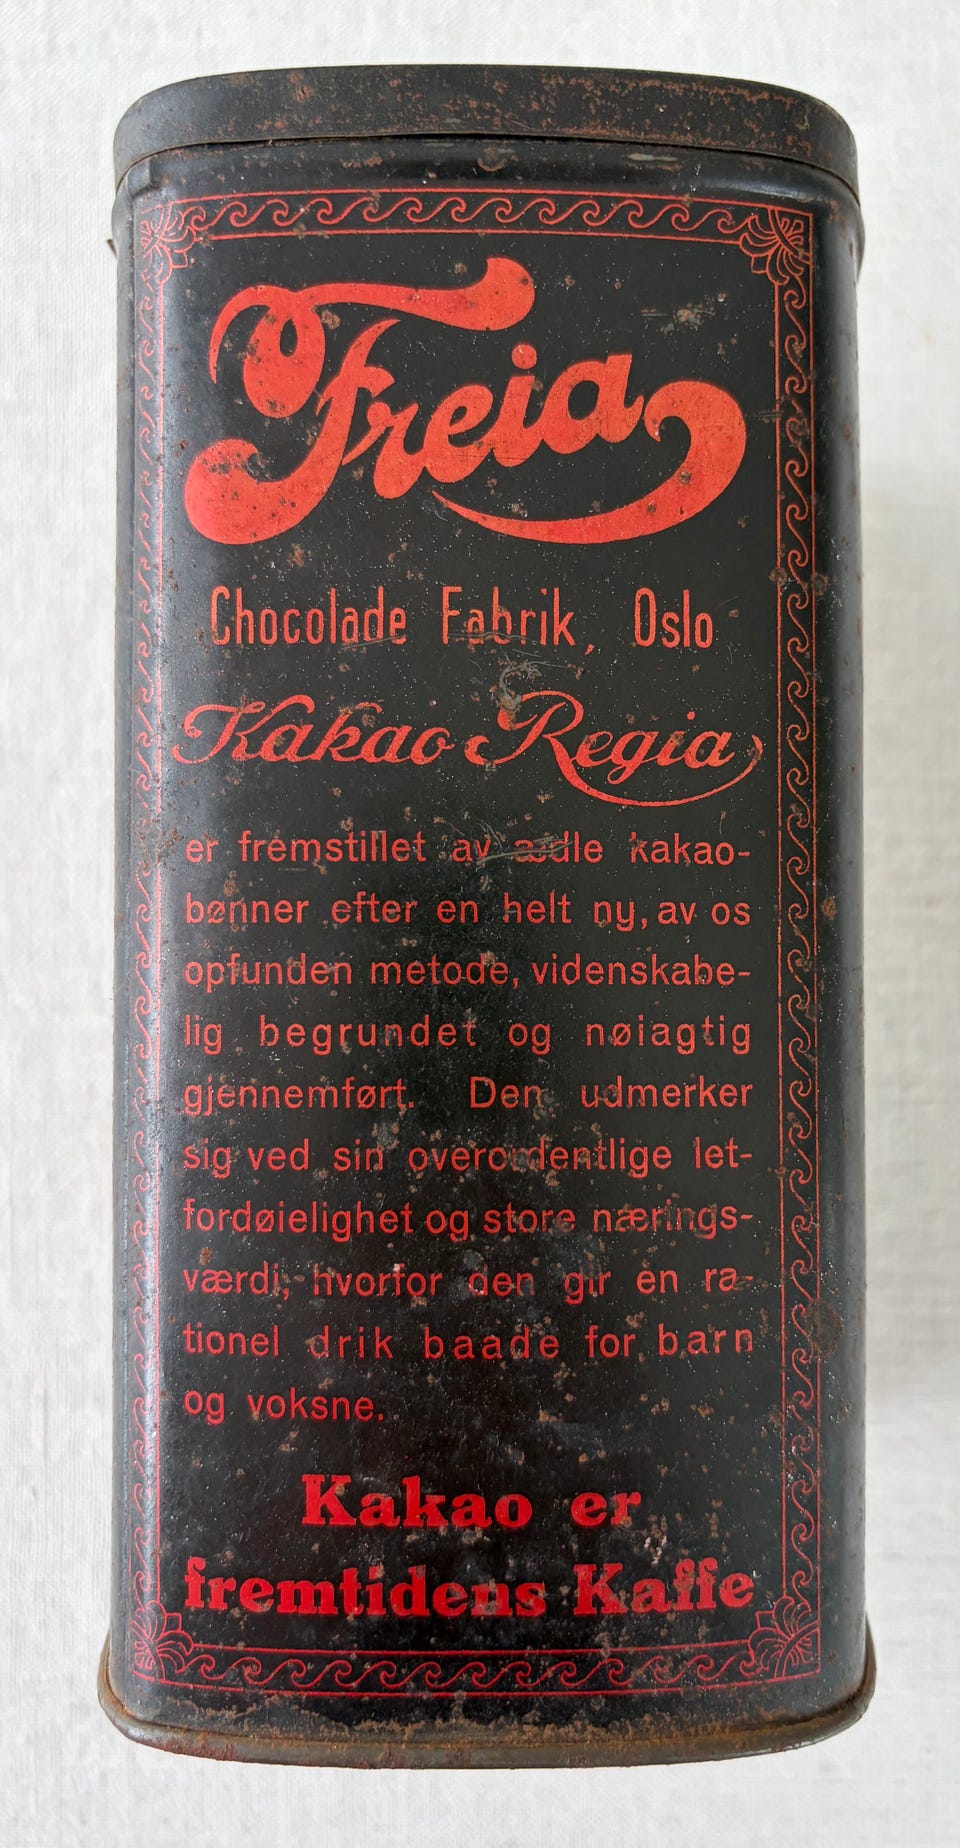 Freia
Chocolade Fabrik, Oslo
Kakao Regia
er fremstillet av ædle kakao-
bønner efter en helt ny, av os
opfunden metode, videnskabe-
lig begrundet og nøiagtig
gjennemført. Den udmerker
sig ved sin overordentlige let-
fordøielighet og store nærings-
værdi, hvorfor den gir en ra-
tionel drik baade for barn
og voksne.
Kakao er
fremtidens Kaffe